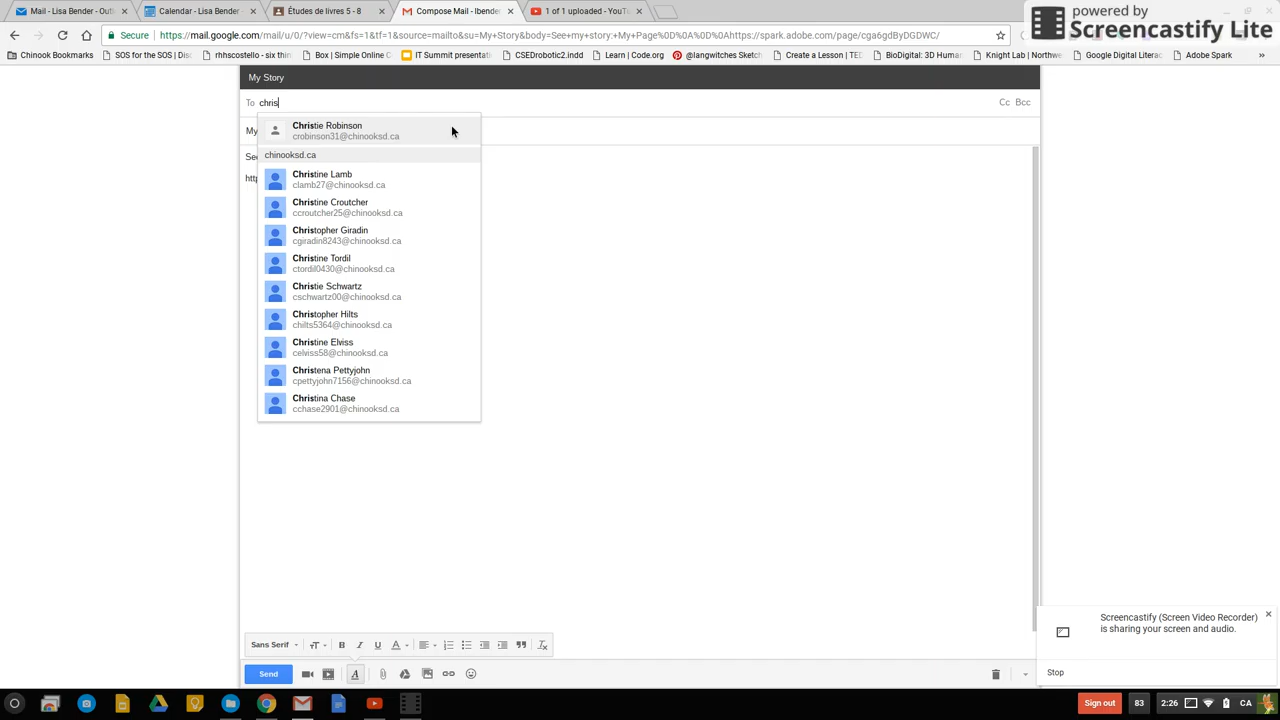 Mail - Lisa Bender - Outl
Calendar - Lisa Bender -
Études de livres 5 - 8
Compose Mail - lbender
1 of 1 uploaded - YouTu
powered by
Screencastify Lite
Secure
https://mail.google.com/mail/u/0/?view=cm&fs=1&tf=1&source=mailto&su=My+Story&body=See+my+story:+My+Page%0D%0A%0D%0Ahttps://spark.adobe.com/page/cga6gdByDGDWC/
Chinook Bookmarks
SOS for the SOS | Disc
rhhscostello - six thin
Box | Simple Online C
IT Summit presentati
CSEDrobotic2.indd
Learn | Code.org
@langwitches Sketch
Create a Lesson | TED
BioDigital: 3D Human
Knight Lab | Northwe
Google Digital Literac
Adobe Spark
»
My Story
To chris
Cc Bcc
My
See
http
Christie Robinson
crobinson31@chinooksd.ca
chinooksd.ca
Christine Lamb
clamb27@chinooksd.ca
Christine Croutcher
ccroutcher25@chinooksd.ca
Christopher Giradin
cgiradin8243@chinooksd.ca
Christine Tordil
ctordil0430@chinooksd.ca
Christie Schwartz
cschwartz00@chinooksd.ca
Christopher Hilts
chilts5364@chinooksd.ca
Christine Elviss
celviss58@chinooksd.ca
Christena Pettyjohn
cpettyjohn7156@chinooksd.ca
Christina Chase
cchase2901@chinooksd.ca
Screencastify (Screen Video Recorder)
is sharing your screen and audio.
Stop
Sans Serif
Send
Sign out
83
2:26
CA